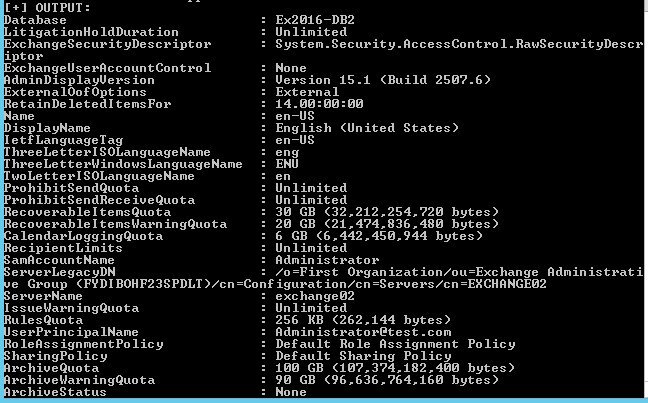 [+] OUTPUT:
Database                         : Ex2016-DB2
LitigationHoldDuration           : Unlimited
ExchangeSecurityDescriptor       : System.Security.AccessControl.RawSecurityDescr
iptor
ExchangeUserAccountControl       : None
AdminDisplayVersion              : Version 15.1 (Build 2507.6)
ExternalOofOptions               : External
RetainDeletedItemsFor            : 14.00:00:00
Name                             : en-US
DisplayName                      : English (United States)
IetfLanguageTag                  : en-US
ThreeLetterISOLanguageName       : eng
ThreeLetterWindowsLanguageName   : ENU
TwoLetterISOLanguageName         : en
ProhibitSendQuota                : Unlimited
ProhibitSendReceiveQuota         : Unlimited
RecoverableItemsQuota            : 30 GB (32,212,254,720 bytes)
RecoverableItemsWarningQuota     : 20 GB (21,474,836,480 bytes)
CalendarLoggingQuota             : 6 GB (6,442,450,944 bytes)
RecipientLimits                  : Unlimited
SamAccountName                   : Administrator
ServerLegacyDN                   : /o=First Organization/ou=Exchange Administrati
ve Group (FYDIBOHF23SPDLT)/cn=Configuration/cn=Servers/cn=EXCHANGE02
ServerName                       : exchange02
IssueWarningQuota                : Unlimited
RulesQuota                       : 256 KB (262,144 bytes)
UserPrincipalName                : Administrator@test.com
RoleAssignmentPolicy             : Default Role Assignment Policy
SharingPolicy                    : Default Sharing Policy
ArchiveQuota                     : 100 GB (107,374,182,400 bytes)
ArchiveWarningQuota              : 90 GB (96,636,764,160 bytes)
ArchiveStatus                    : None